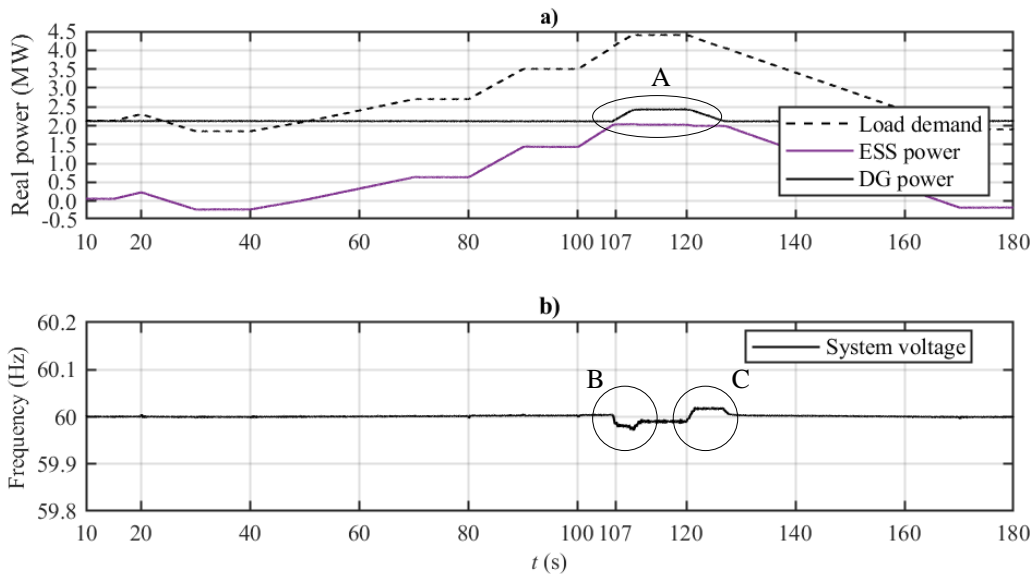 a)
Real power (MW)
4.5
3.5
3.0
2.5
2.0
1.5
1.0
0.5
0.0
-0.5
A
Load demand
ESS power
DG power
10 20 40 60 80 100 107 120 140 160 180
b)
Frequency (Hz)
60.2
60.1
60
59.9
59.8
System voltage
B C
10 20 40 60 80 100 107 120 140 160 180
t (s)